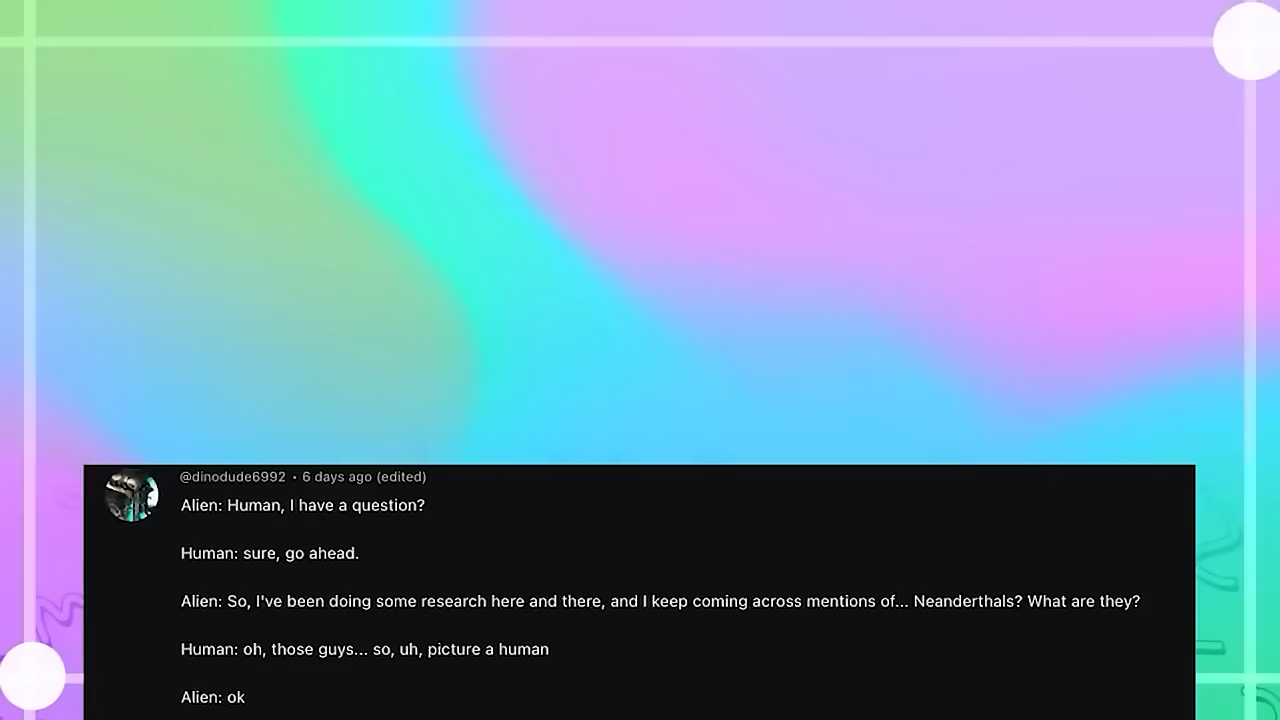 @dinodude6992 • 6 days ago (edited)
Alien: Human, I have a question?
Human: sure, go ahead.
Alien: So, I've been doing some research here and there, and I keep coming across mentions of... Neanderthals? What are they?
Human: oh, those guys... so, uh, picture a human
Alien: ok